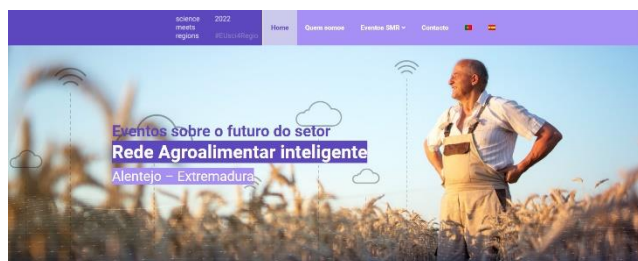 science 2022
meets
regions #EUsci4Regio
Home Quem somos Eventos SMR Contacto
Eventos sobre o futuro do setor
Rede Agroalimentar inteligente
Alentejo – Extremadura